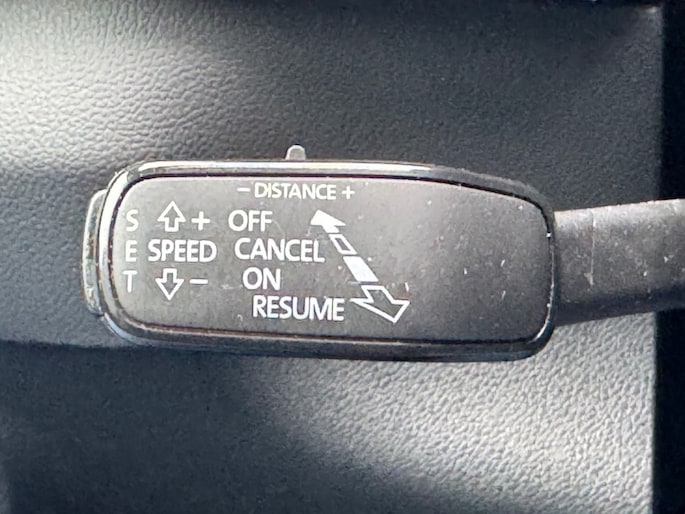 − DISTANCE +
S + OFF
E SPEED CANCEL
T − ON
RESUME